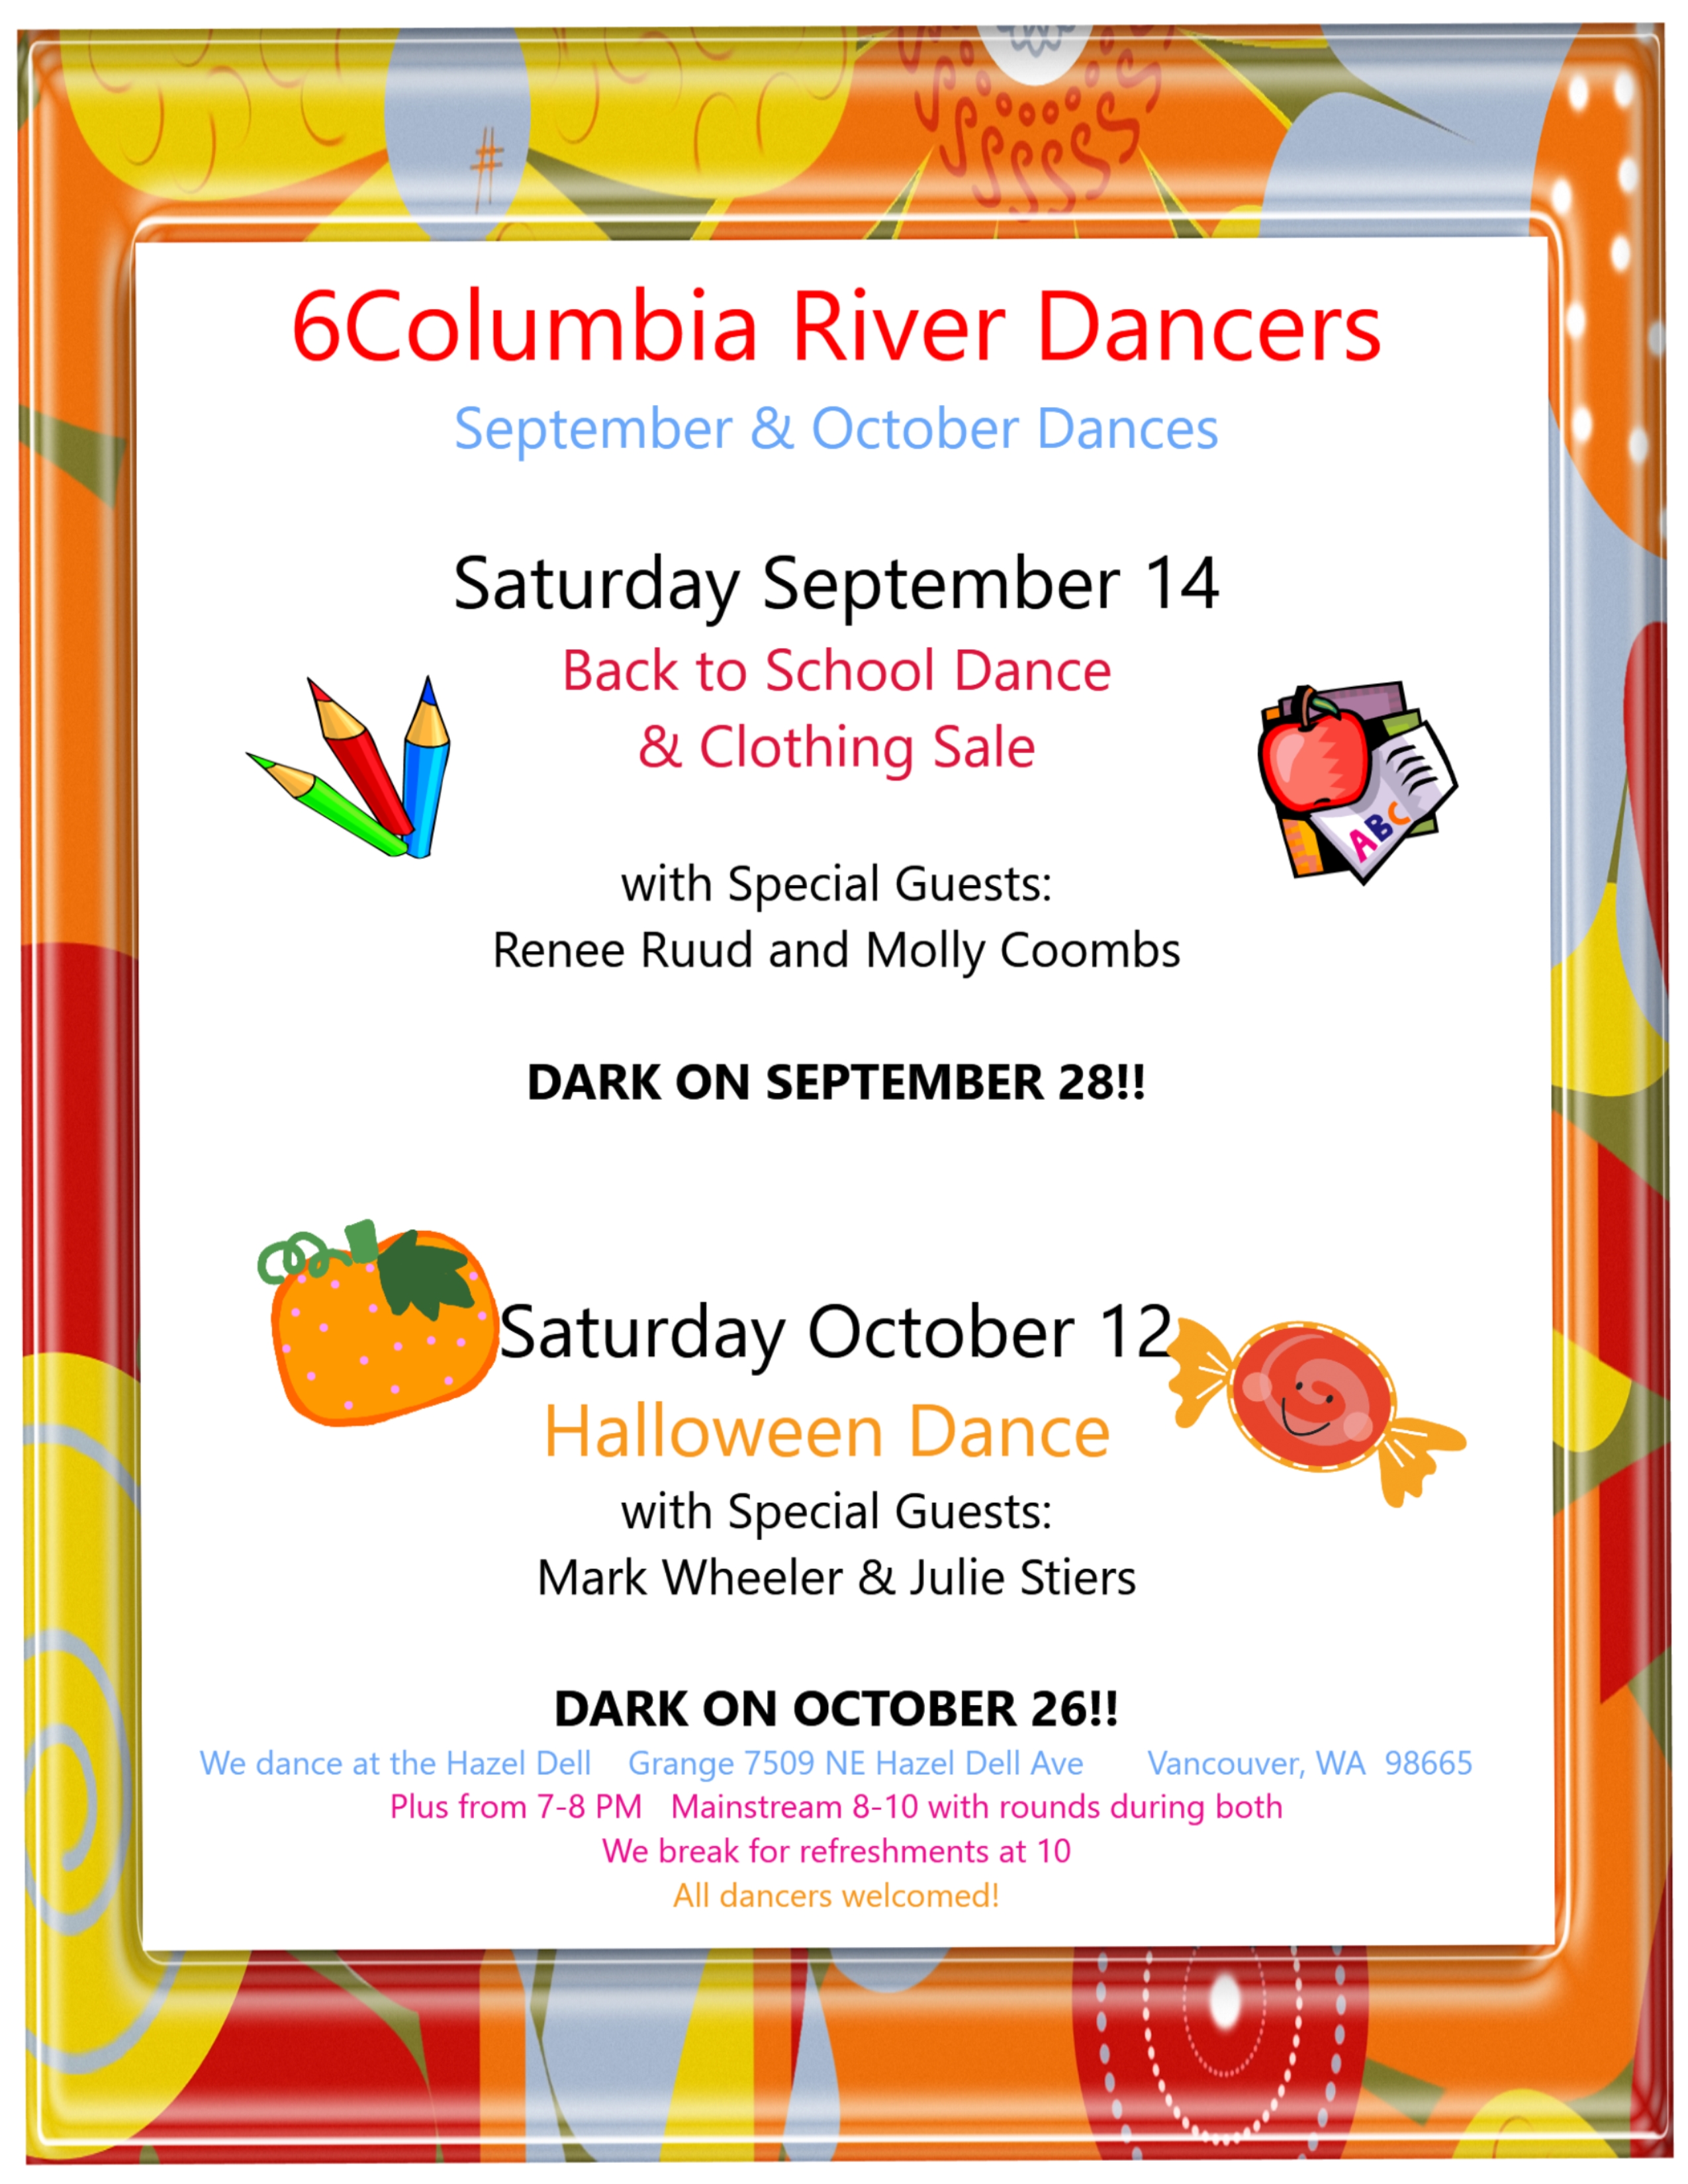 6Columbia River Dancers
September & October Dances
Saturday September 14
Back to School Dance
& Clothing Sale
ABC
with Special Guests:
Renee Ruud and Molly Coombs
DARK ON SEPTEMBER 28!!
Saturday October 12
Halloween Dance
with Special Guests:
Mark Wheeler & Julie Stiers
DARK ON OCTOBER 26!!
We dance at the Hazel Dell Grange 7509 NE Hazel Dell Ave Vancouver, WA 98665
Plus from 7-8 PM Mainstream 8-10 with rounds during both
We break for refreshments at 10
All dancers welcomed!